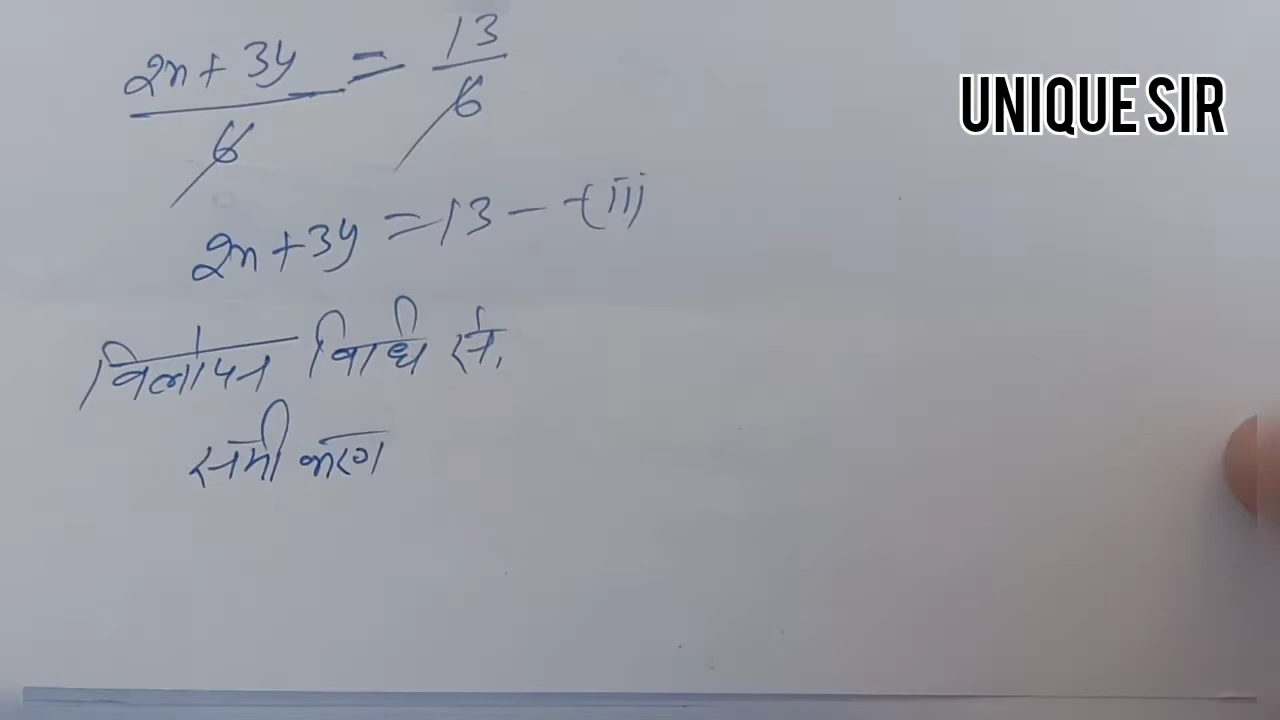 2x + 3y / 6 = 13 / 6
UNIQUE SIR
2x + 3y = 13 - (ii)
विलोपन विधि से,
समीकरण